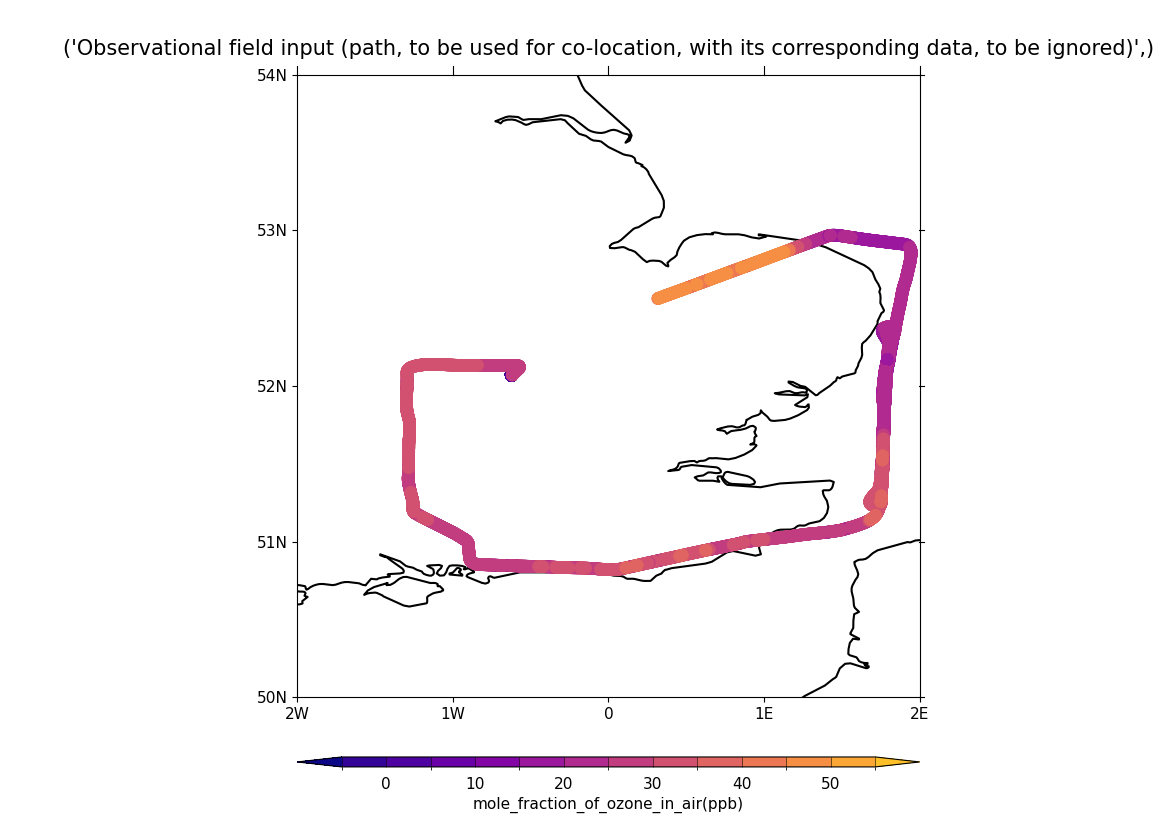 ('Observational field input (path, to be used for co-location, with its corresponding data, to be ignored)',)
54N
53N
52N
51N
50N
2W 1W 0 1E 2E
0 10 20 30 40 50
mole_fraction_of_ozone_in_air(ppb)